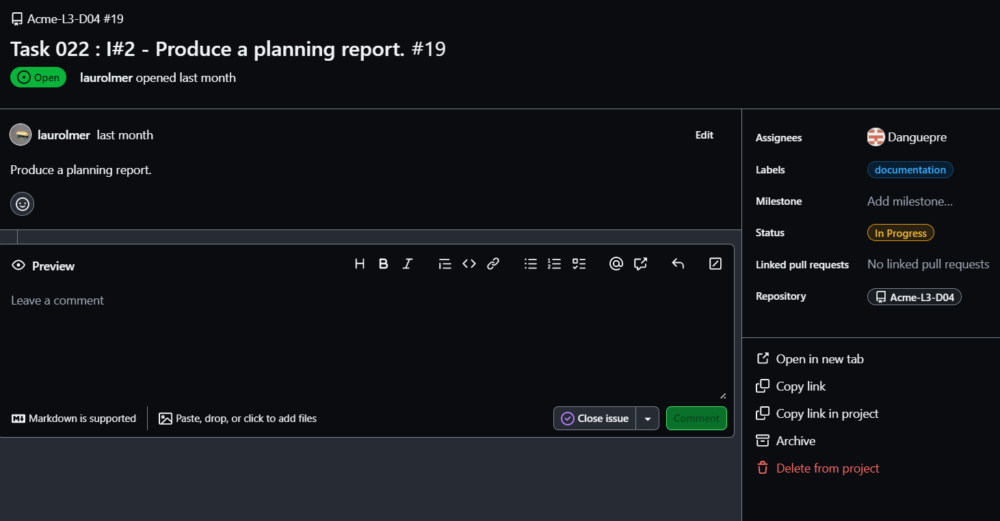 Acme-L3-D04 #19
Task 022 : I#2 - Produce a planning report. #19
Open laurolmer opened last month
laurolmer last month Edit
Produce a planning report.
Preview
Leave a comment
Markdown is supported Paste, drop, or click to add files Close issue Comment
Assignees Danguepre
Labels documentation
Milestone Add milestone...
Status In Progress
Linked pull requests No linked pull requests
Repository Acme-L3-D04
Open in new tab
Copy link
Copy link in project
Archive
Delete from project